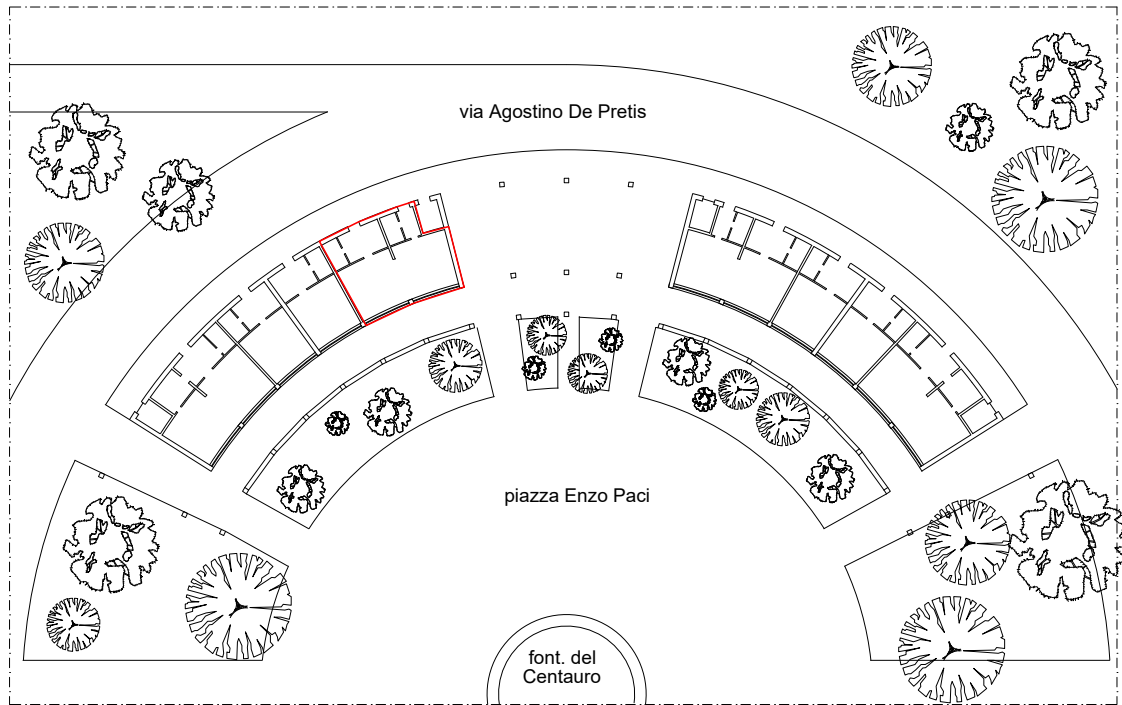 via Agostino De Pretis
piazza Enzo Paci
font. del
Centauro